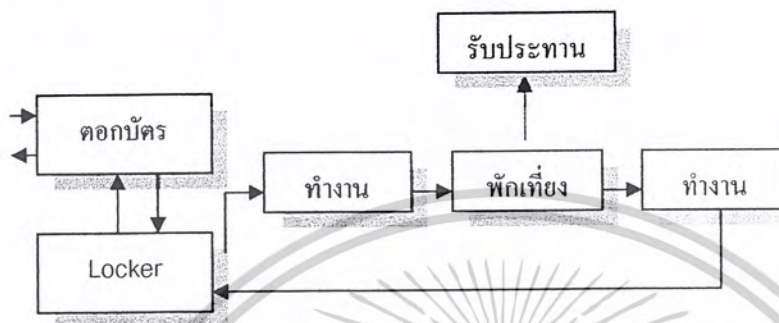 รับประทาน
ตอกบัตร
ทำงาน
พักเที่ยง
ทำงาน
Locker